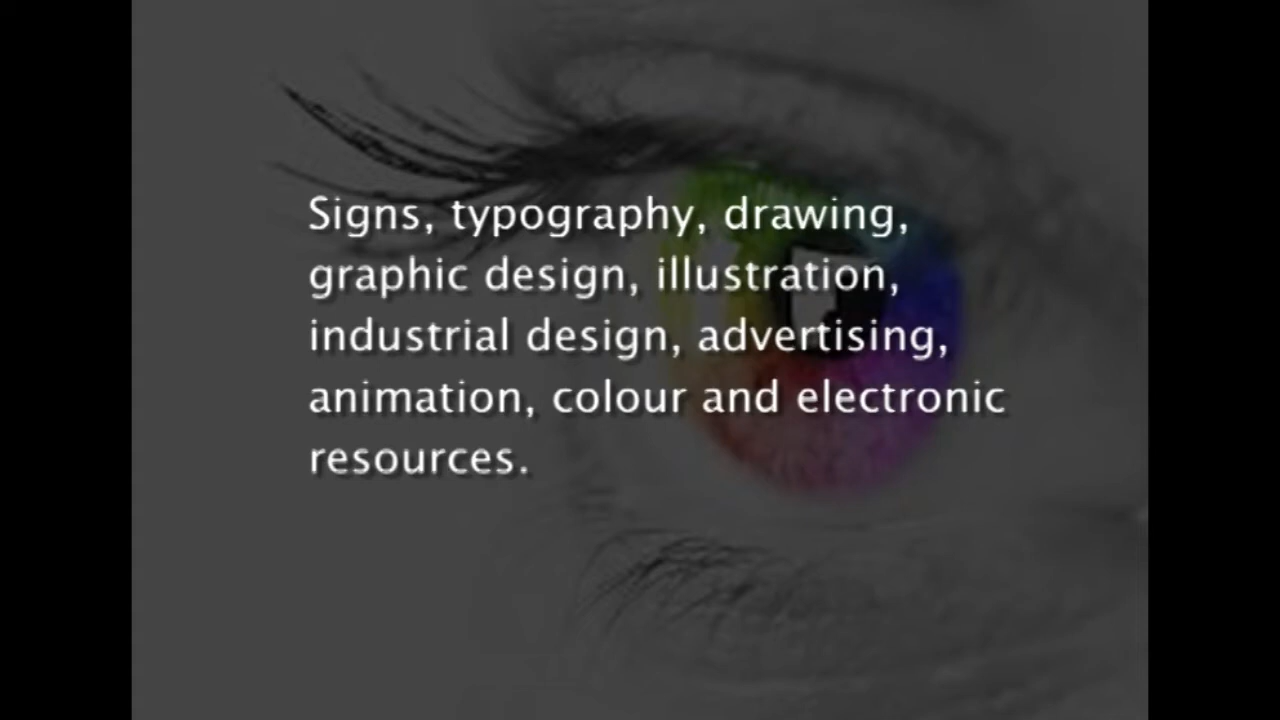 Signs, typography, drawing,
graphic design, illustration,
industrial design, advertising,
animation, colour and electronic
resources.